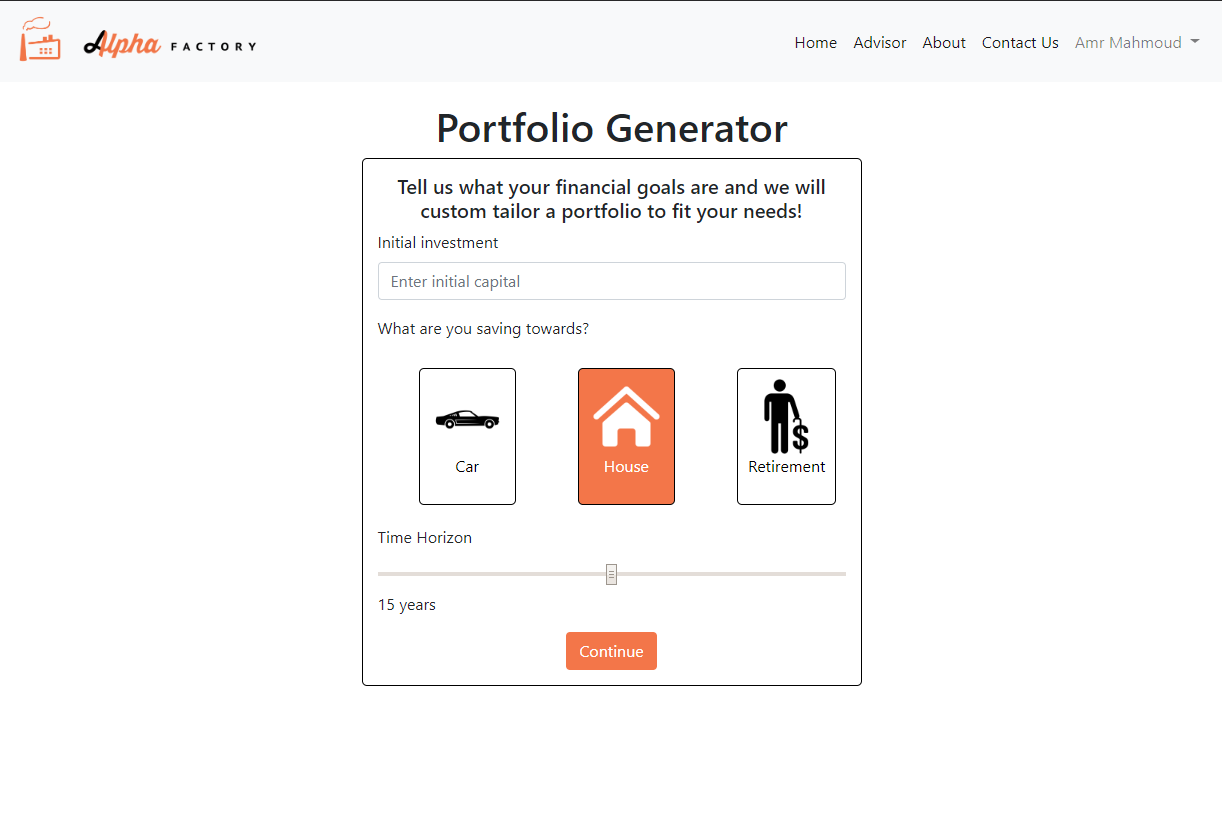 Alpha FACTORY
Home Advisor About Contact Us Amr Mahmoud
Portfolio Generator
Tell us what your financial goals are and we will
custom tailor a portfolio to fit your needs!
Initial investment
Enter initial capital
What are you saving towards?
Car House Retirement
Time Horizon
15 years
Continue